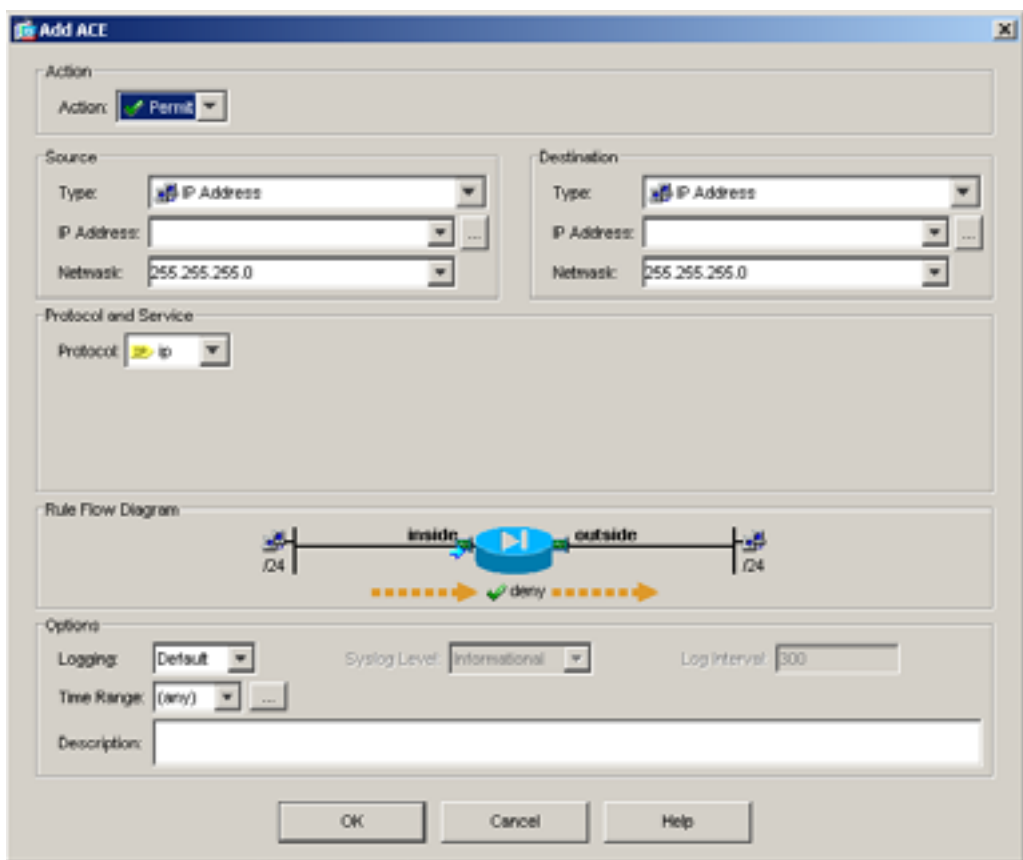 Add ACE
Action
Action: Permit
Source
Type: IP Address
IP Address: ...
Netmask: 255.255.255.0
Destination
Type: IP Address
IP Address: ...
Netmask: 255.255.255.0
Protocol and Service
Protocol: ip
Rule Flow Diagram
inside outside
/24 /24
deny
Options
Logging: Default Syslog Level: Informational Log Interval: 300
Time Range: (any) ...
Description:
OK Cancel Help